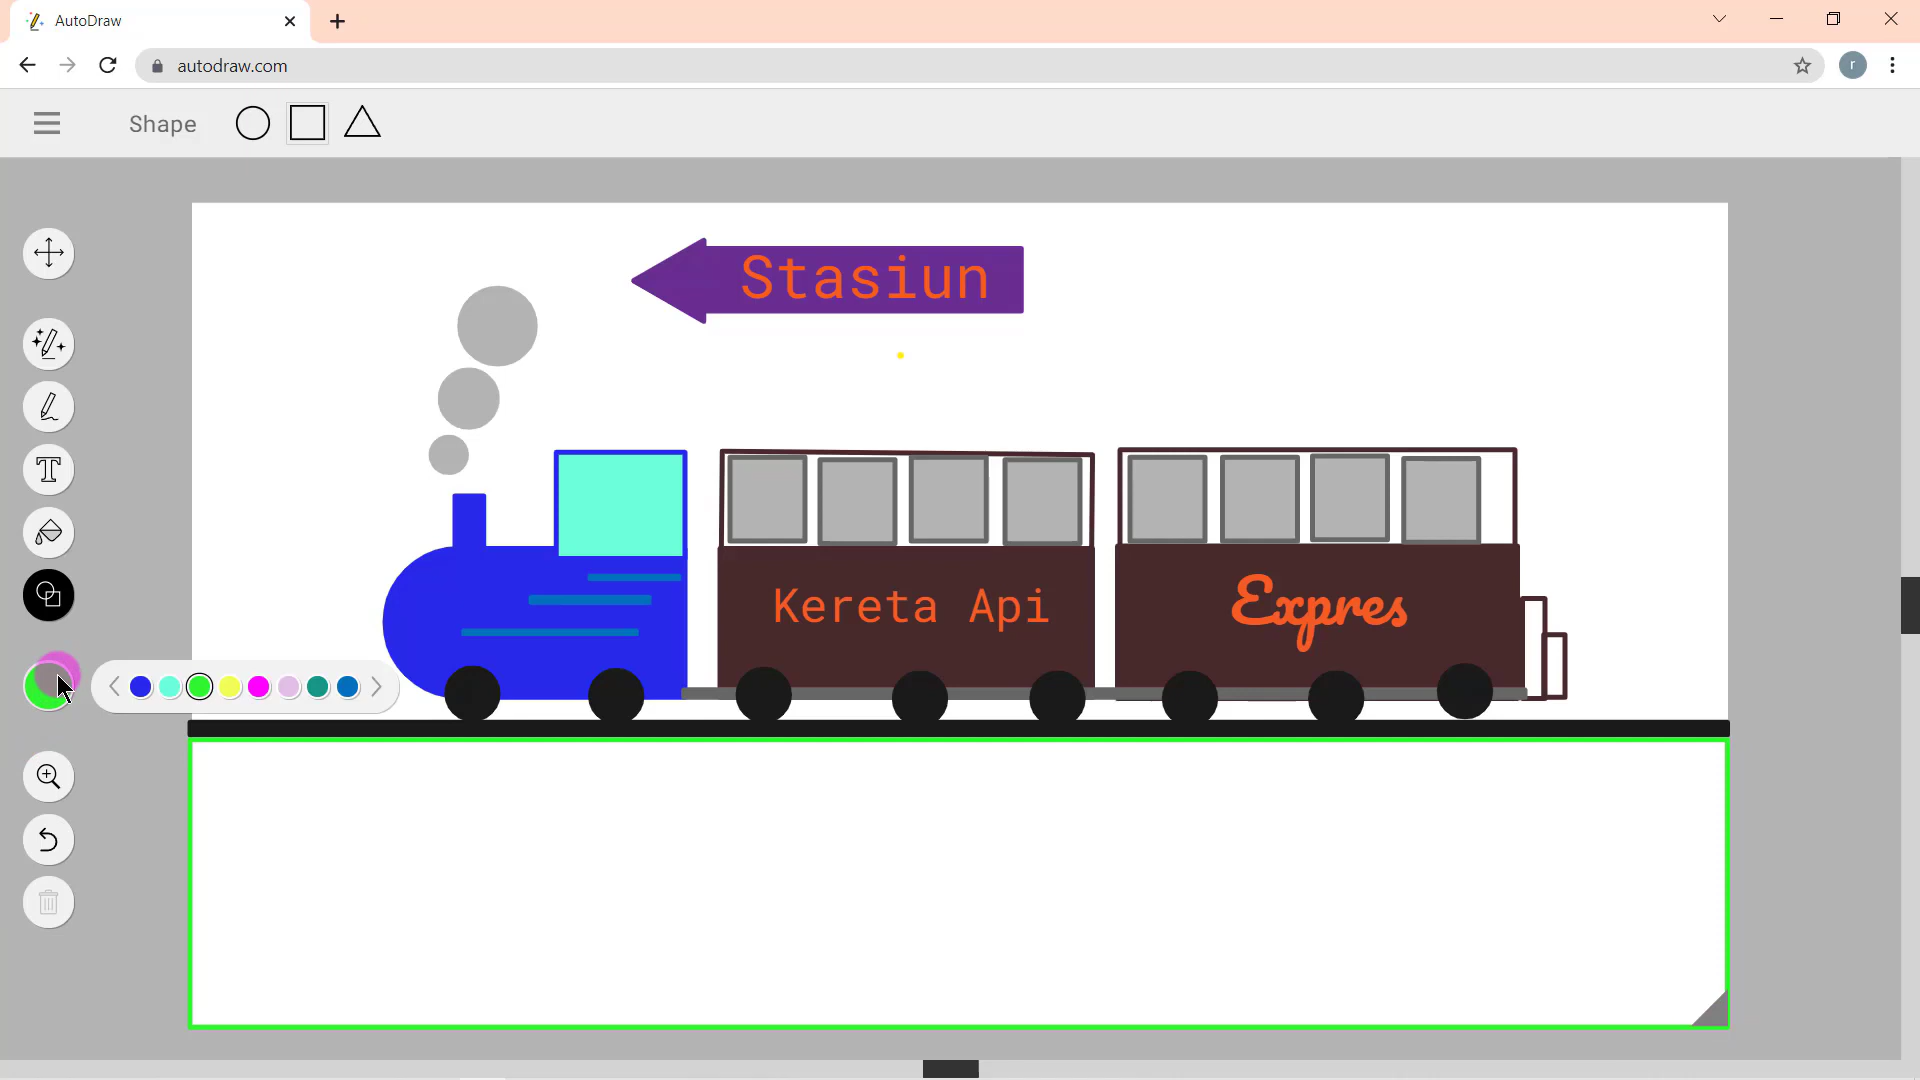 AutoDraw
autodraw.com
r
Shape
Stasiun
Kereta Api
Expres
T